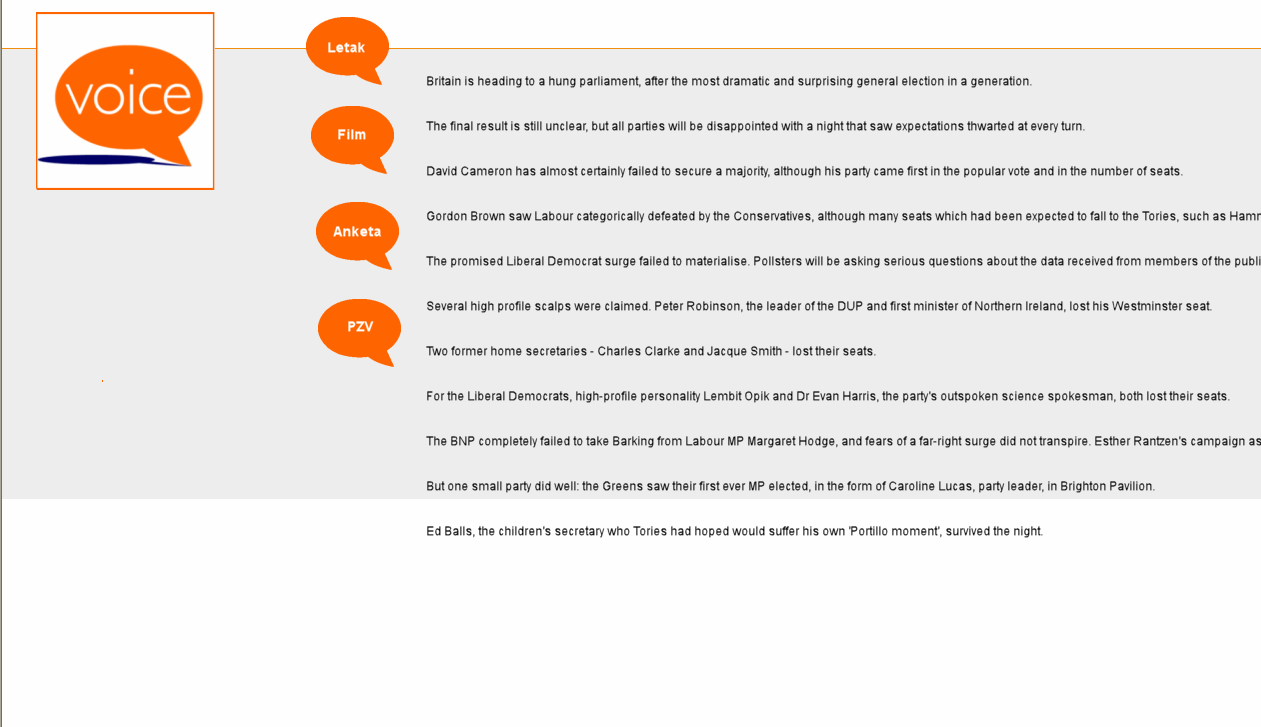 voice
Letak
Film
Anketa
PZV
Britain is heading to a hung parliament, after the most dramatic and surprising general election in a generation.
The final result is still unclear, but all parties will be disappointed with a night that saw expectations thwarted at every turn.
David Cameron has almost certainly failed to secure a majority, although his party came first in the popular vote and in the number of seats.
Gordon Brown saw Labour categorically defeated by the Conservatives, although many seats which had been expected to fall to the Tories, such as
The promised Liberal Democrat surge failed to materialise. Pollsters will be asking serious questions about the data received from members of the
Several high profile scalps were claimed. Peter Robinson, the leader of the DUP and first minister of Northern Ireland, lost his Westminster seat.
Two former home secretaries - Charles Clarke and Jacque Smith - lost their seats.
For the Liberal Democrats, high-profile personality Lembit Opik and Dr Evan Harris, the party's outspoken science spokesman, both lost their seats.
The BNP completely failed to take Barking from Labour MP Margaret Hodge, and fears of a far-right surge did not transpire. Esther Rantzen's campaign as
But one small party did well: the Greens saw their first ever MP elected, in the form of Caroline Lucas, party leader, in Brighton Pavilion.
Ed Balls, the children's secretary who Tories had hoped would suffer his own 'Portillo moment', survived the night.